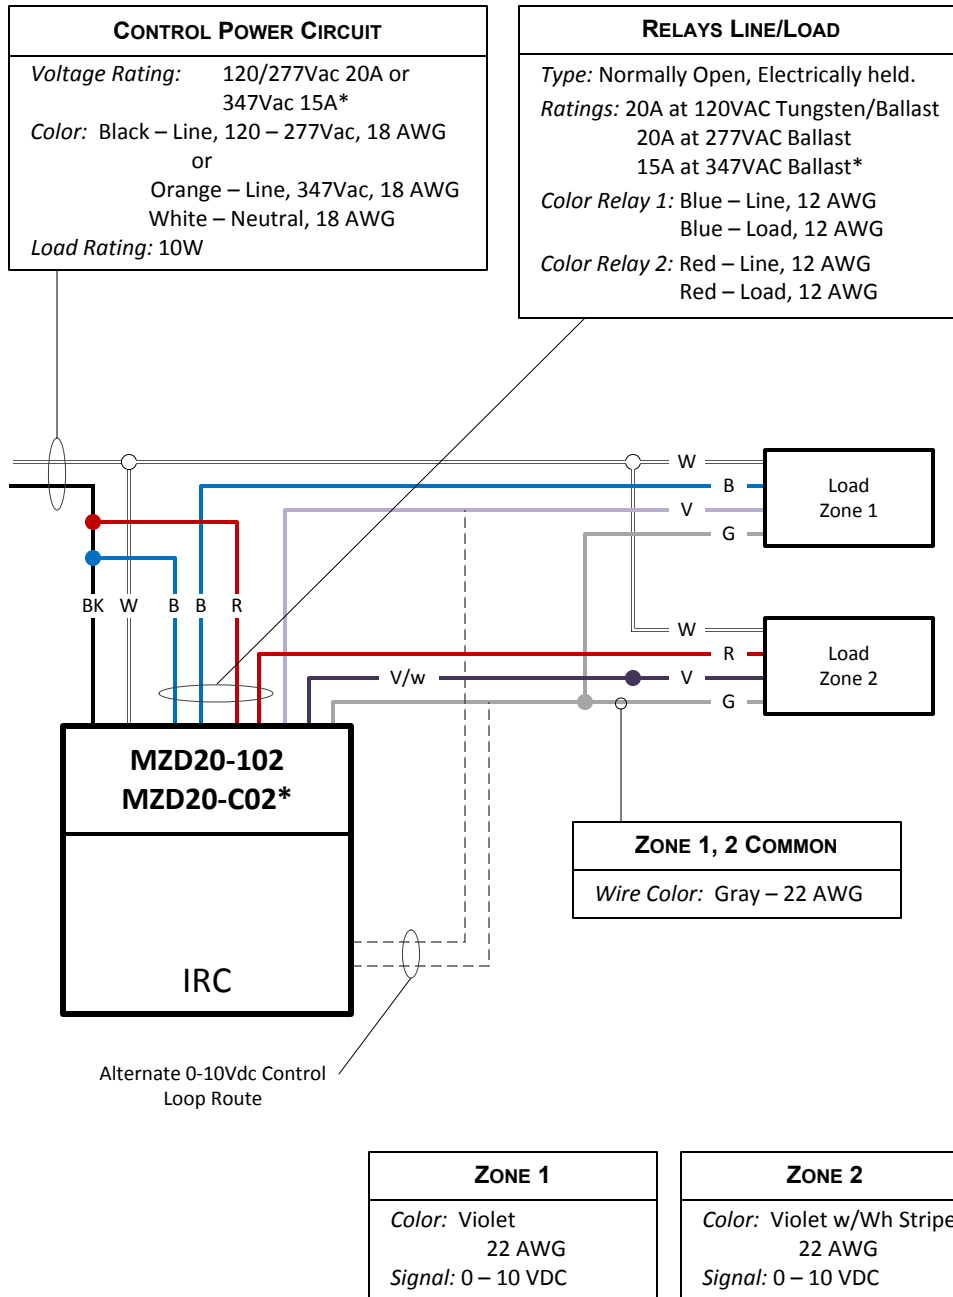 CONTROL POWER CIRCUIT
Voltage Rating: 120/277Vac 20A or
347Vac 15A*
Color: Black – Line, 120 – 277Vac, 18 AWG
or
Orange – Line, 347Vac, 18 AWG
White – Neutral, 18 AWG
Load Rating: 10W
RELAYS LINE/LOAD
Type: Normally Open, Electrically held.
Ratings: 20A at 120VAC Tungsten/Ballast
20A at 277VAC Ballast
15A at 347VAC Ballast*
Color Relay 1: Blue – Line, 12 AWG
Blue – Load, 12 AWG
Color Relay 2: Red – Line, 12 AWG
Red – Load, 12 AWG
W
B
V
G
Load
Zone 1
BK W B B R
W
R
V/w V
G
Load
Zone 2
MZD20-102
MZD20-C02*
IRC
ZONE 1, 2 COMMON
Wire Color: Gray – 22 AWG
Alternate 0-10Vdc Control
Loop Route
ZONE 1
Color: Violet
22 AWG
Signal: 0 – 10 VDC
ZONE 2
Color: Violet w/Wh Stripe
22 AWG
Signal: 0 – 10 VDC